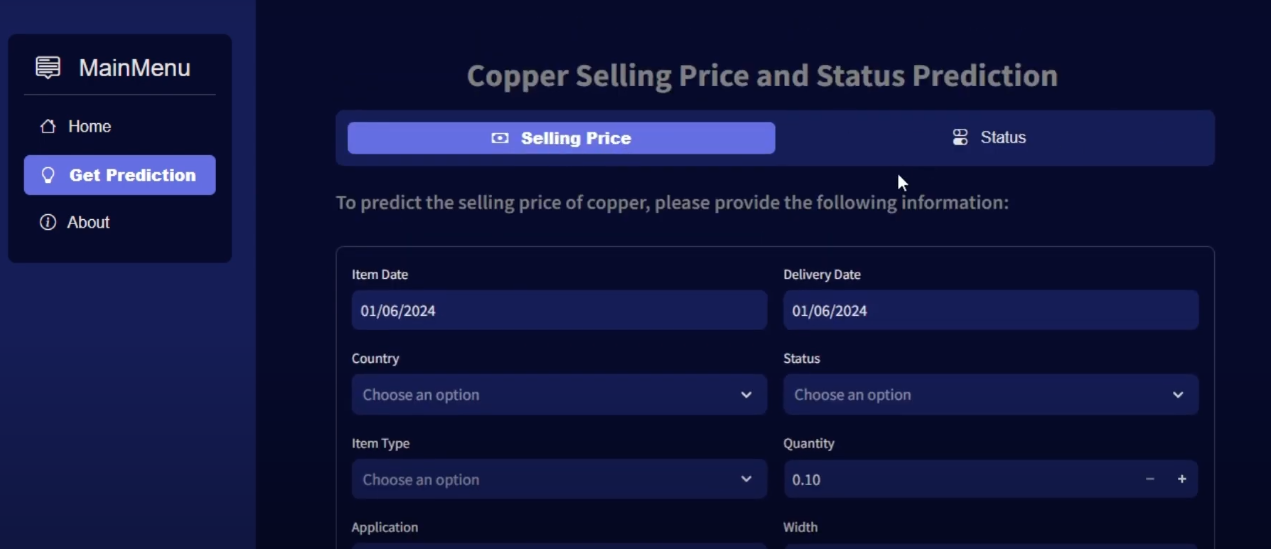 MainMenu
Home
Get Prediction
About
Copper Selling Price and Status Prediction
Selling Price
Status
To predict the selling price of copper, please provide the following information:
Item Date
Delivery Date
01/06/2024
01/06/2024
Country
Status
Choose an option
Choose an option
Item Type
Quantity
Choose an option
0.10
Application
Width